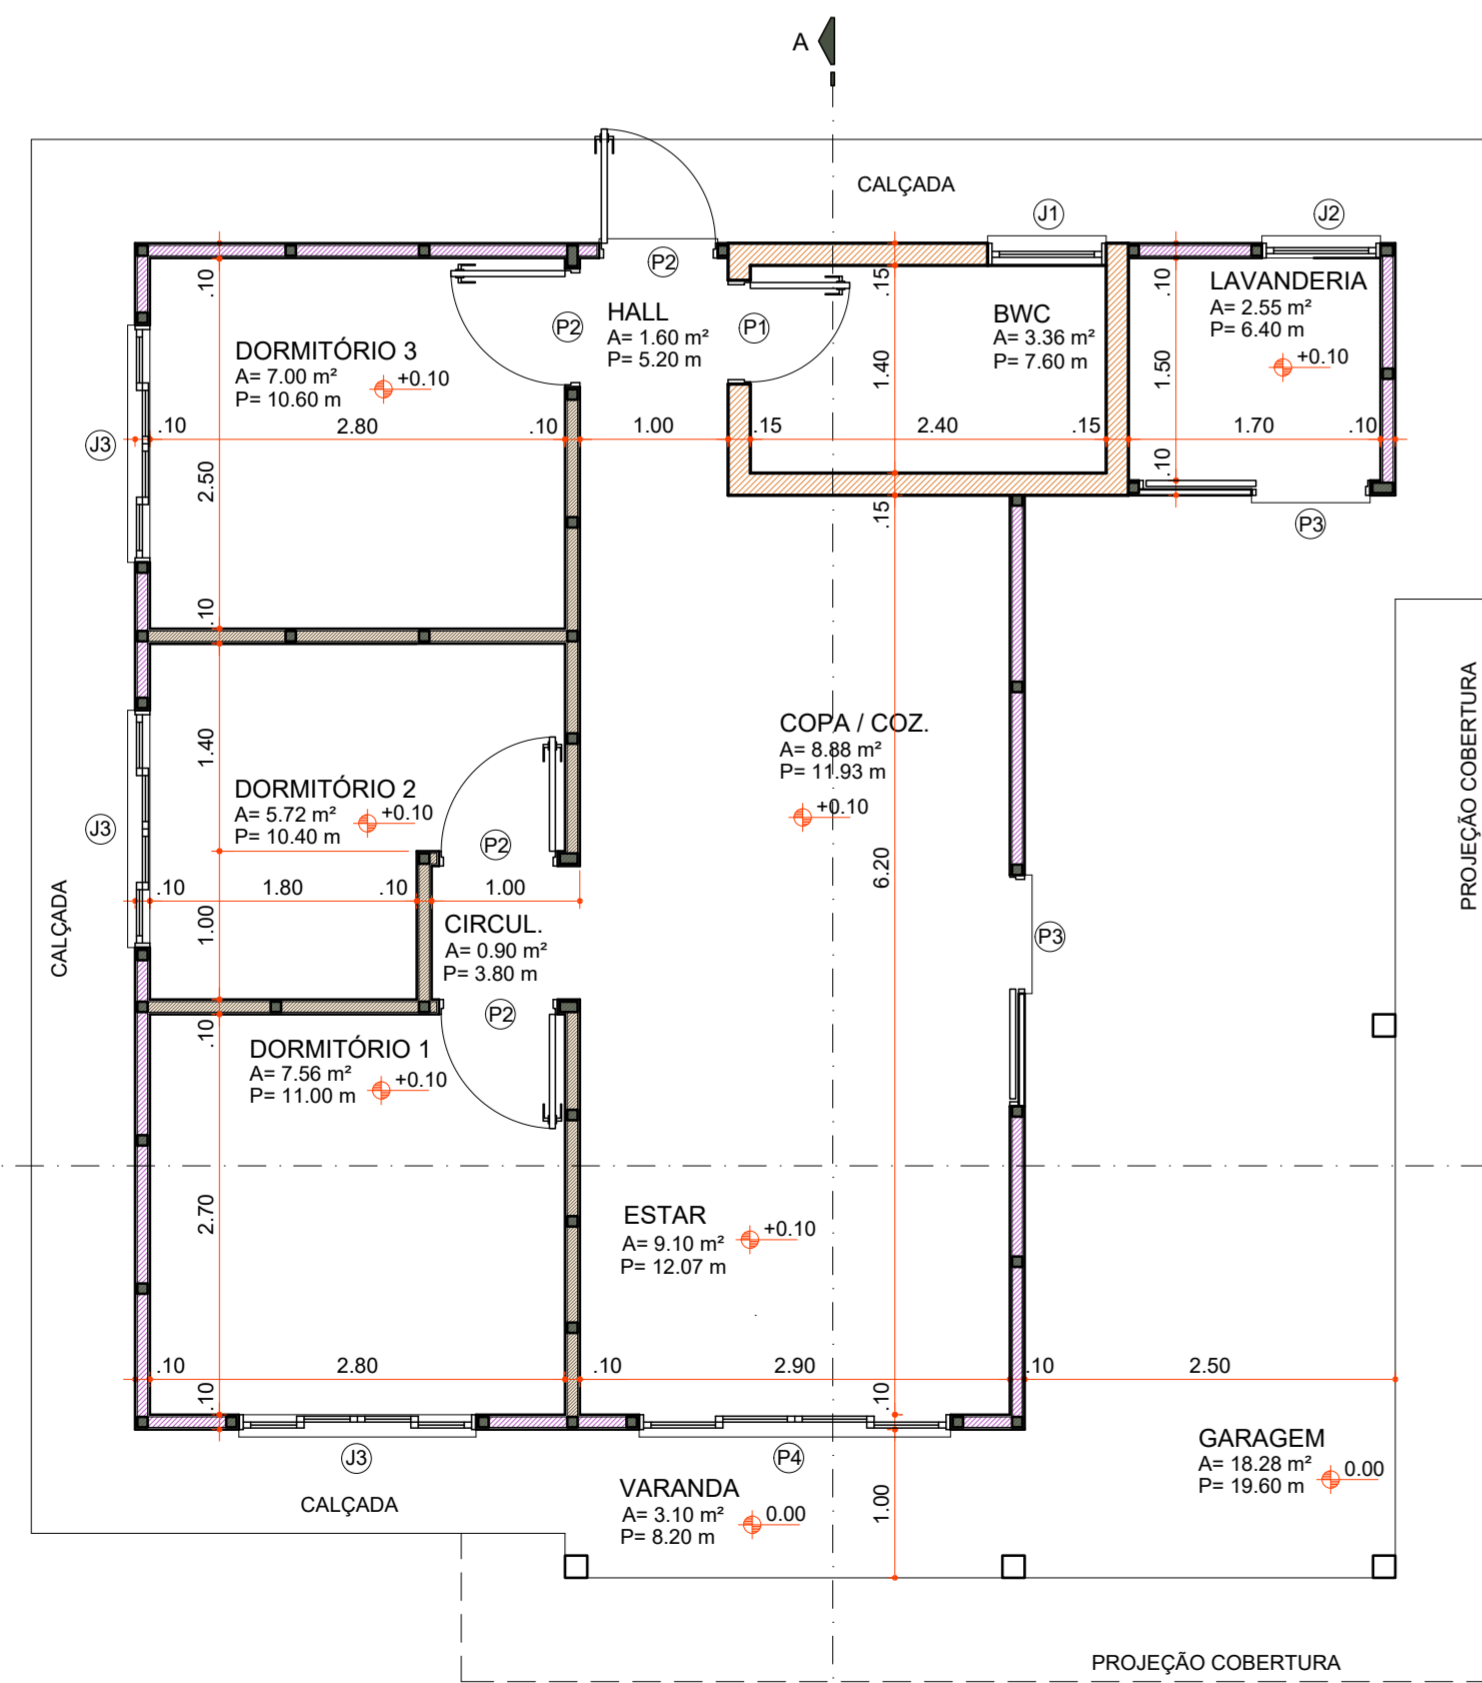 A
CALÇADA
J1
J2
P2
.10
.15
.10
LAVANDERIA
A= 2.55 m²
P= 6.40 m
+0.10
HALL
A= 1.60 m²
P= 5.20 m
P2
P1
BWC
A= 3.36 m²
P= 7.60 m
DORMITÓRIO 3
A= 7.00 m²
P= 10.60 m
+0.10
1.40
1.50
J3
.10
2.80
.10
1.00
.15
2.40
.15
1.70
.10
2.50
.10
.15
P3
.10
PROJEÇÃO COBERTURA
1.40
COPA / COZ.
A= 8.88 m²
P= 11.93 m
+0.10
DORMITÓRIO 2
A= 5.72 m²
P= 10.40 m
+0.10
J3
P2
6.20
.10
1.80
.10
1.00
1.00
CALÇADA
CIRCUL.
A= 0.90 m²
P= 3.80 m
P3
P2
.10
DORMITÓRIO 1
A= 7.56 m²
P= 11.00 m
+0.10
2.70
ESTAR
A= 9.10 m²
P= 12.07 m
+0.10
.10
2.80
.10
2.90
.10
2.50
.10
.10
J3
P4
CALÇADA
VARANDA
A= 3.10 m²
P= 8.20 m
0.00
1.00
GARAGEM
A= 18.28 m²
P= 19.60 m
0.00
PROJEÇÃO COBERTURA